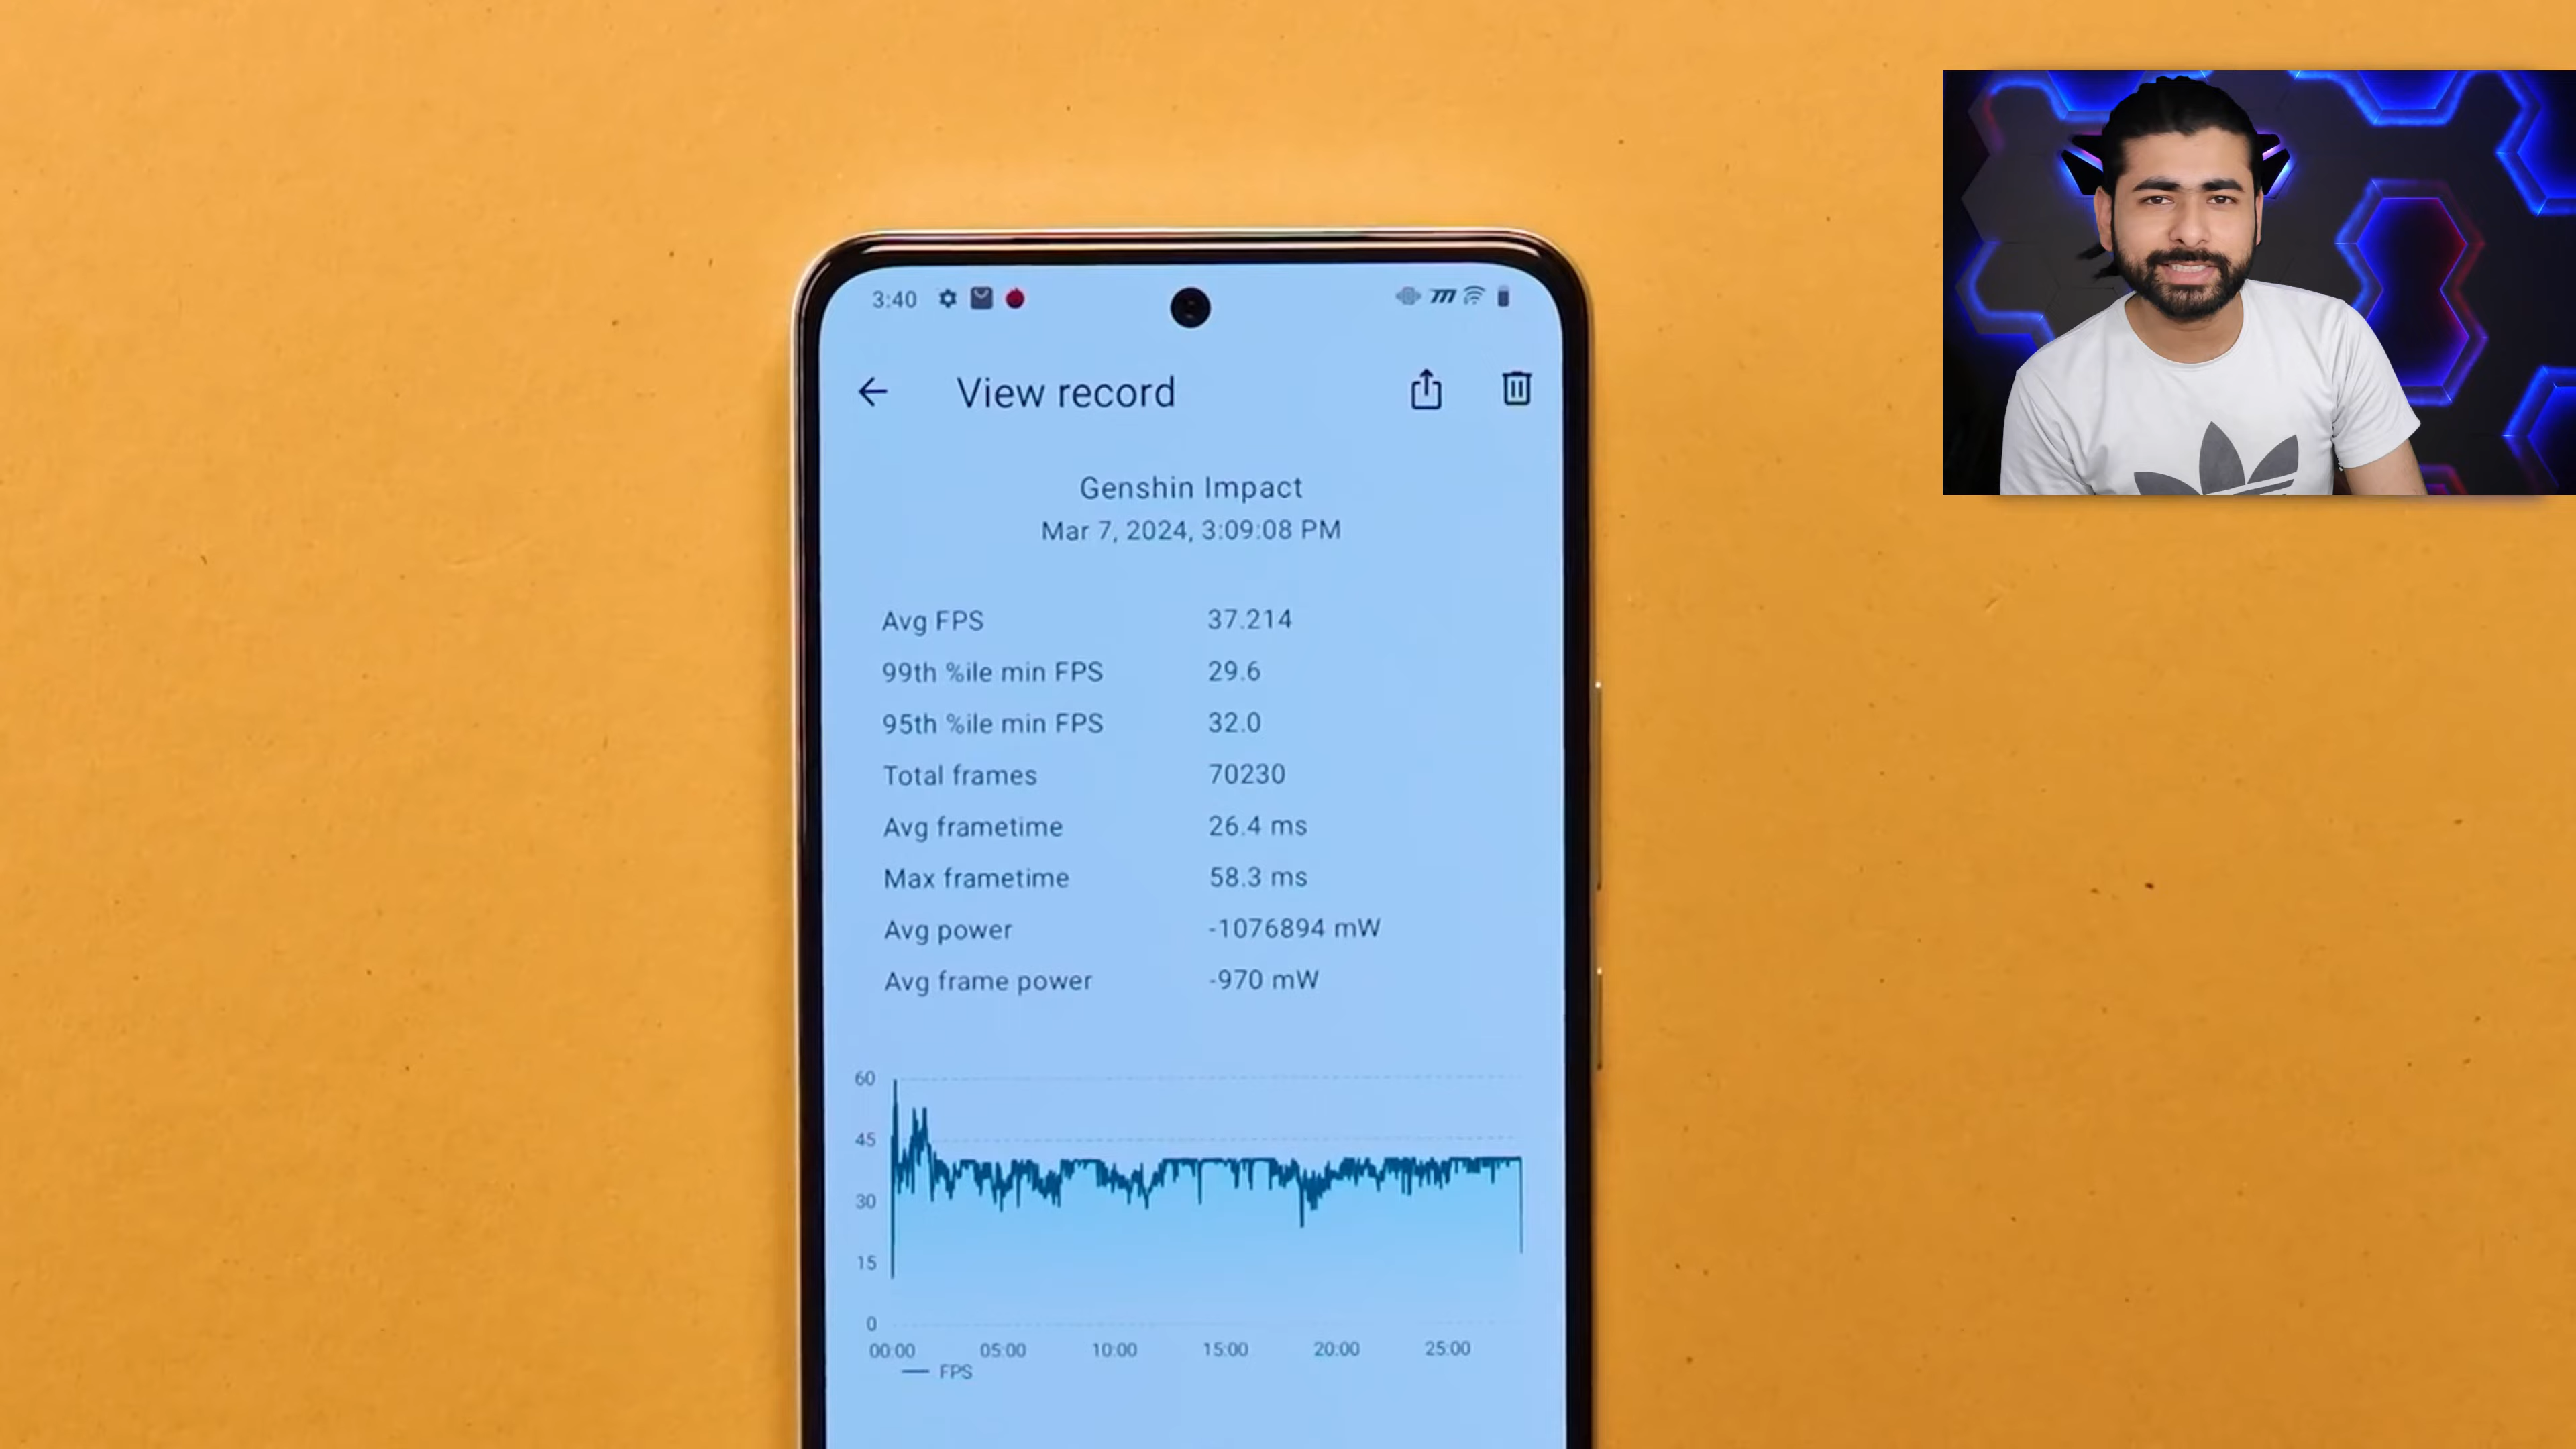 3:40
View record
Genshin Impact
Mar 7, 2024, 3:09:08 PM
Avg FPS 37.214
99th %ile min FPS 29.6
95th %ile min FPS 32.0
Total frames 70230
Avg frametime 26.4 ms
Max frametime 58.3 ms
Avg power -1076894 mW
Avg frame power -970 mW
60
45
30
15
0
00:00 05:00 10:00 15:00 20:00 25:00
FPS